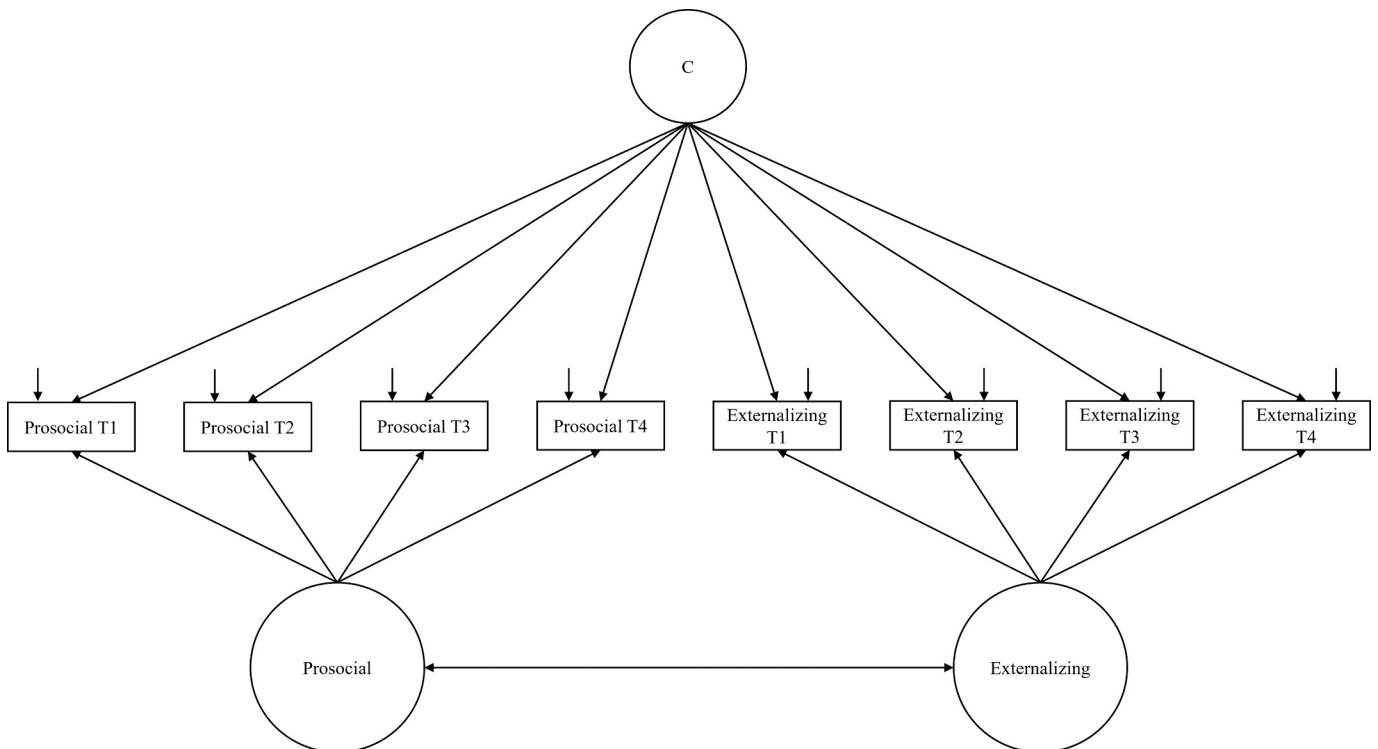 C
Prosocial T1
Prosocial T2
Prosocial T3
Prosocial T4
Externalizing
T1
Externalizing
T2
Externalizing
T3
Externalizing
T4
Prosocial
Externalizing